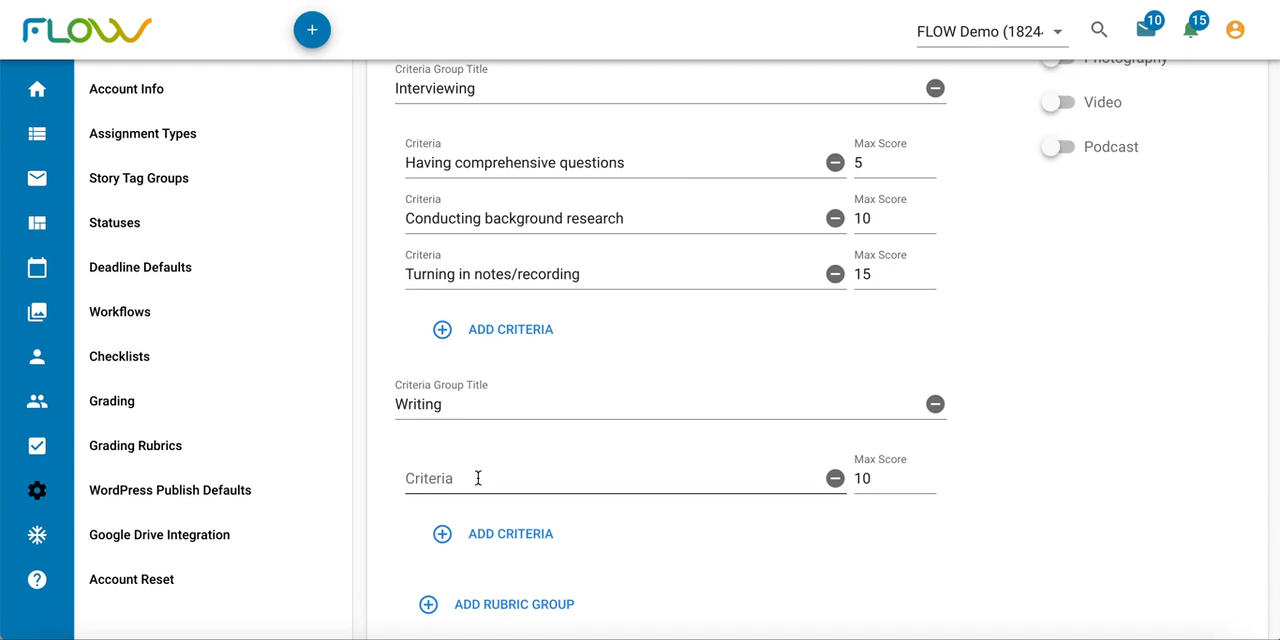 FLOW
+
FLOW Demo (1824
10
15
Account Info
Assignment Types
Story Tag Groups
Statuses
Deadline Defaults
Workflows
Checklists
Grading
Grading Rubrics
WordPress Publish Defaults
Google Drive Integration
Account Reset
Criteria Group Title
Interviewing
Criteria
Having comprehensive questions
Max Score
5
Criteria
Conducting background research
Max Score
10
Criteria
Turning in notes/recording
Max Score
15
ADD CRITERIA
Criteria Group Title
Writing
Criteria
Max Score
10
ADD CRITERIA
ADD RUBRIC GROUP
Photography
Video
Podcast